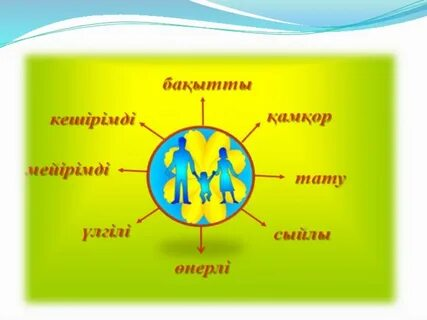 бақытты
кешірімді
қамқор
мейірімді
тату
үлгілі
сыйлы
өнерлі